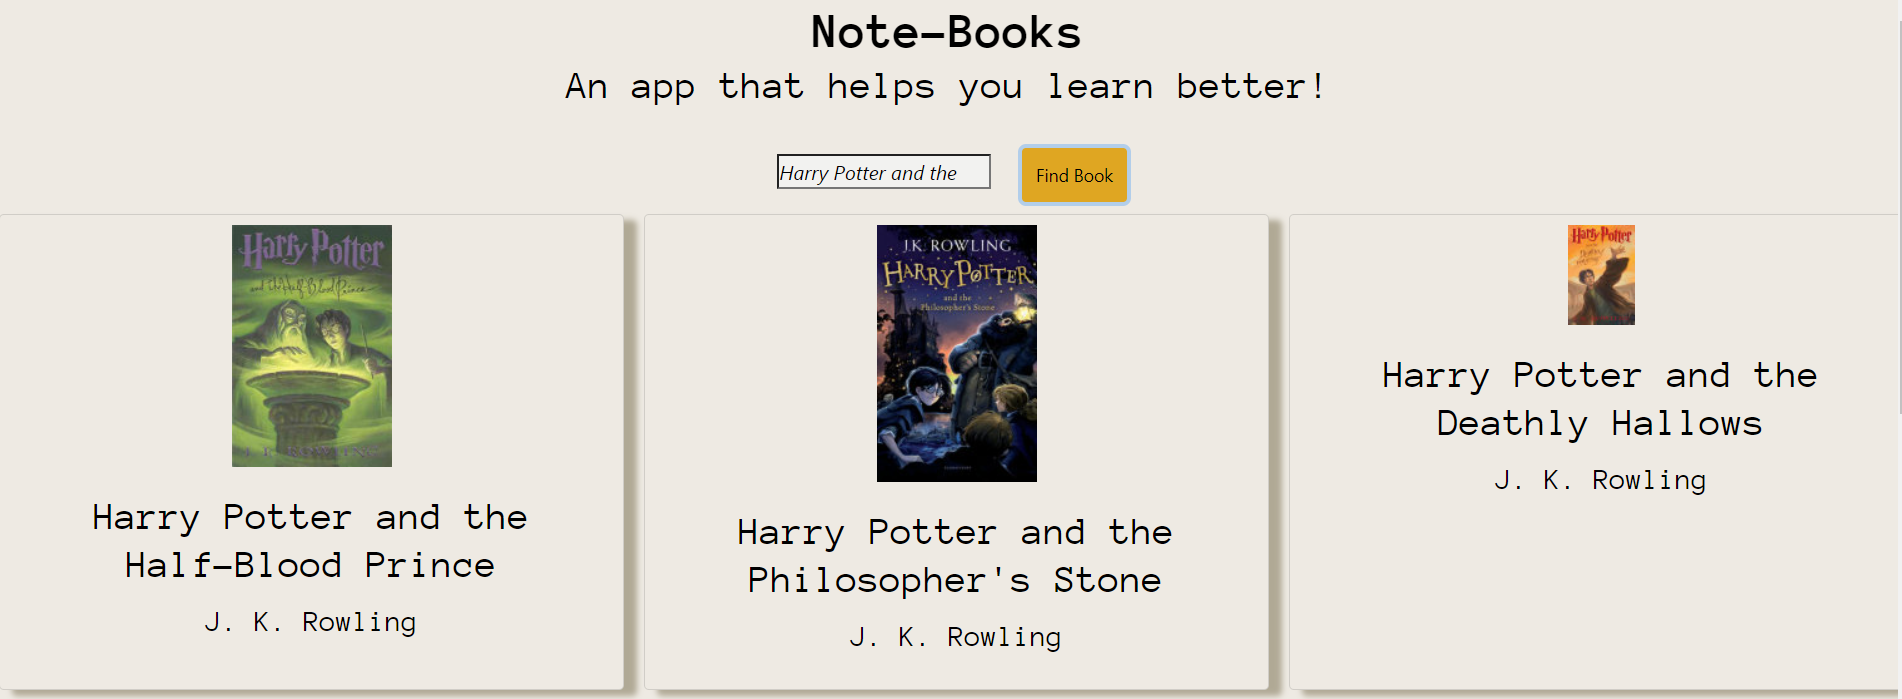 Note-Books
An app that helps you learn better!
Harry Potter and the
Find Book
Harry Potter
and the Half-Blood Prince
J. K. ROWLING
Harry Potter and the
Half-Blood Prince
J. K. Rowling
J.K. ROWLING
HARRY POTTER
and the
Philosopher's Stone
BLOOMSBURY
Harry Potter and the
Philosopher's Stone
J. K. Rowling
Harry Potter
Harry Potter and the
Deathly Hallows
J. K. Rowling